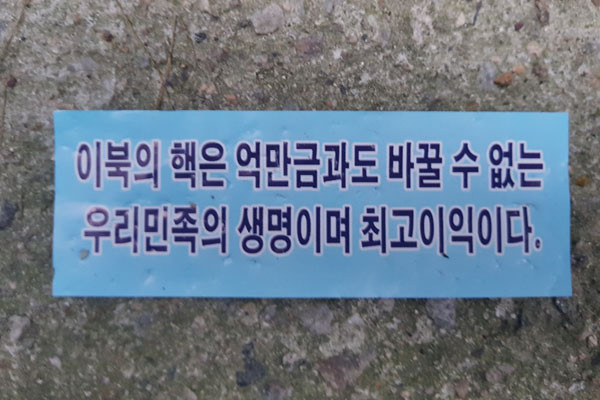 이북의 핵은 억만금과도 바꿀 수 없는
우리민족의 생명이며 최고이익이다.